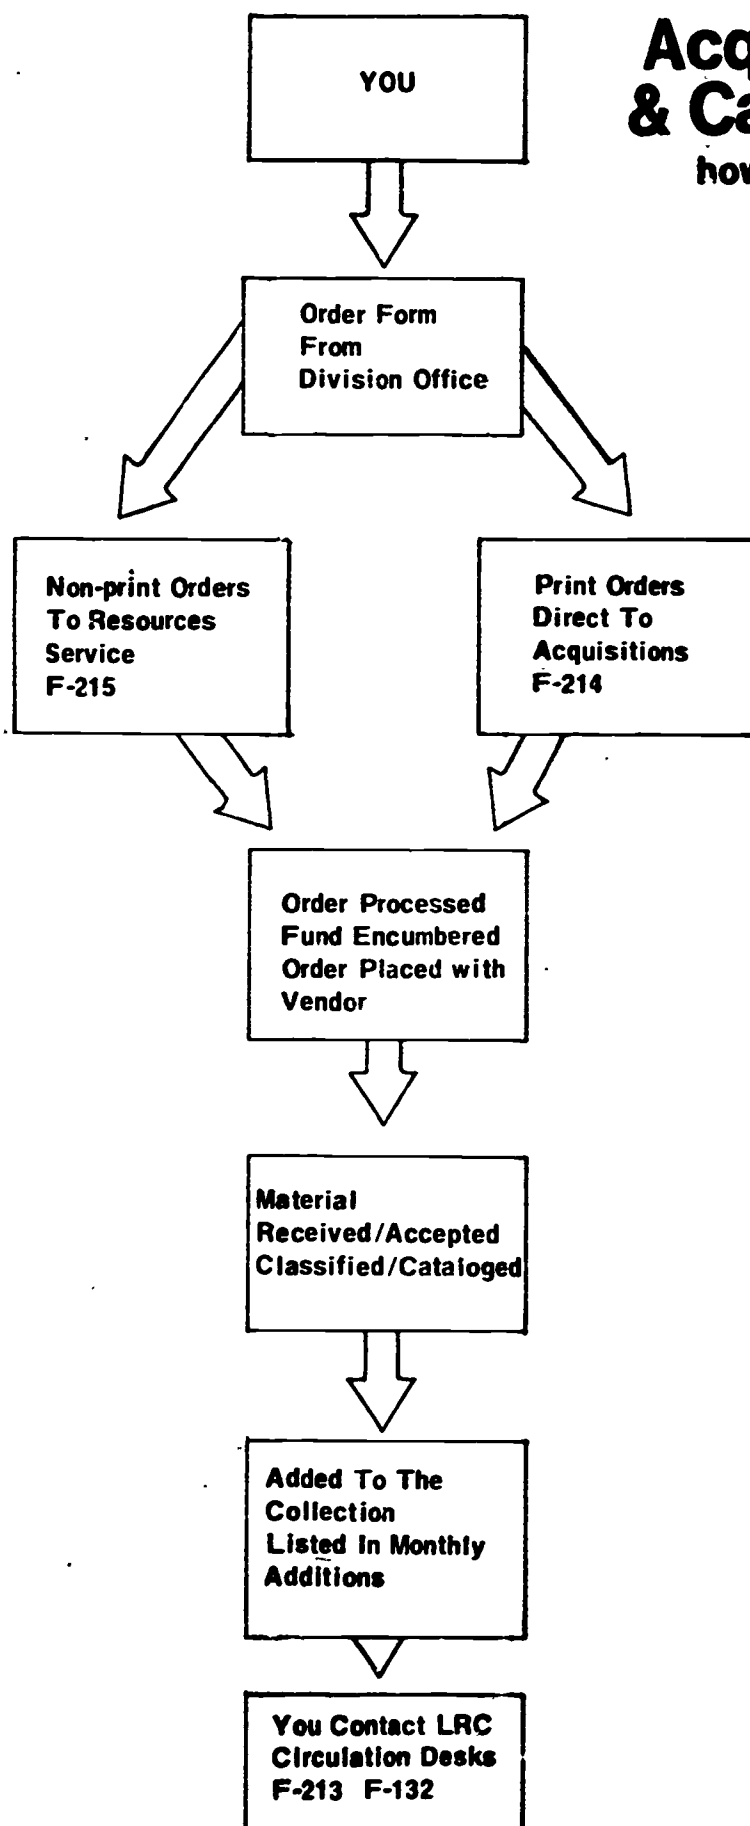 Acq
& Ca
how
YOU
Order Form
From
Division Office
Non-print Orders
To Resources
Service
F-215
Print Orders
Direct To
Acquisitions
F-214
Order Processed
Fund Encumbered
Order Placed with
Vendor
Material
Received/Accepted
Classified/Cataloged
Added To The
Collection
Listed In Monthly
Additions
You Contact LRC
Circulation Desks
F-213 F-132